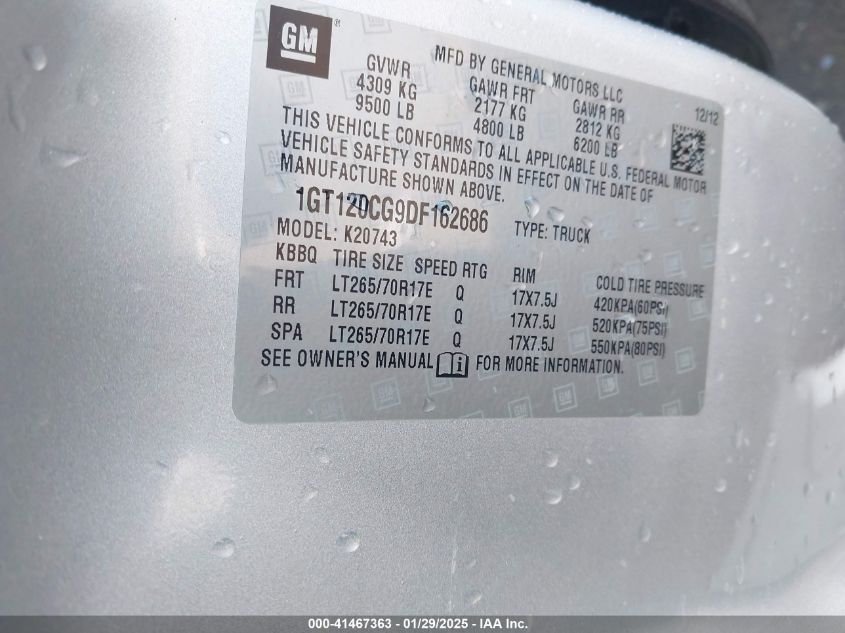 GM ®
MFD BY GENERAL MOTORS LLC
GVWR GAWR FRT GAWR RR 12/12
4309 KG 2177 KG 2812 KG
9500 LB 4800 LB 6200 LB
THIS VEHICLE CONFORMS TO ALL APPLICABLE U.S. FEDERAL MOTOR
VEHICLE SAFETY STANDARDS IN EFFECT ON THE DATE OF
MANUFACTURE SHOWN ABOVE.
1GT120CG9DF162686 TYPE: TRUCK
MODEL: K20743
KBBQ TIRE SIZE SPEED RTG RIM COLD TIRE PRESSURE
FRT LT265/70R17E Q 17X7.5J 420KPA(60PSI)
RR LT265/70R17E Q 17X7.5J 520KPA(75PSI)
SPA LT265/70R17E Q 17X7.5J 550KPA(80PSI)
SEE OWNER'S MANUAL FOR MORE INFORMATION.
000-41467363 - 01/29/2025 - IAA Inc.